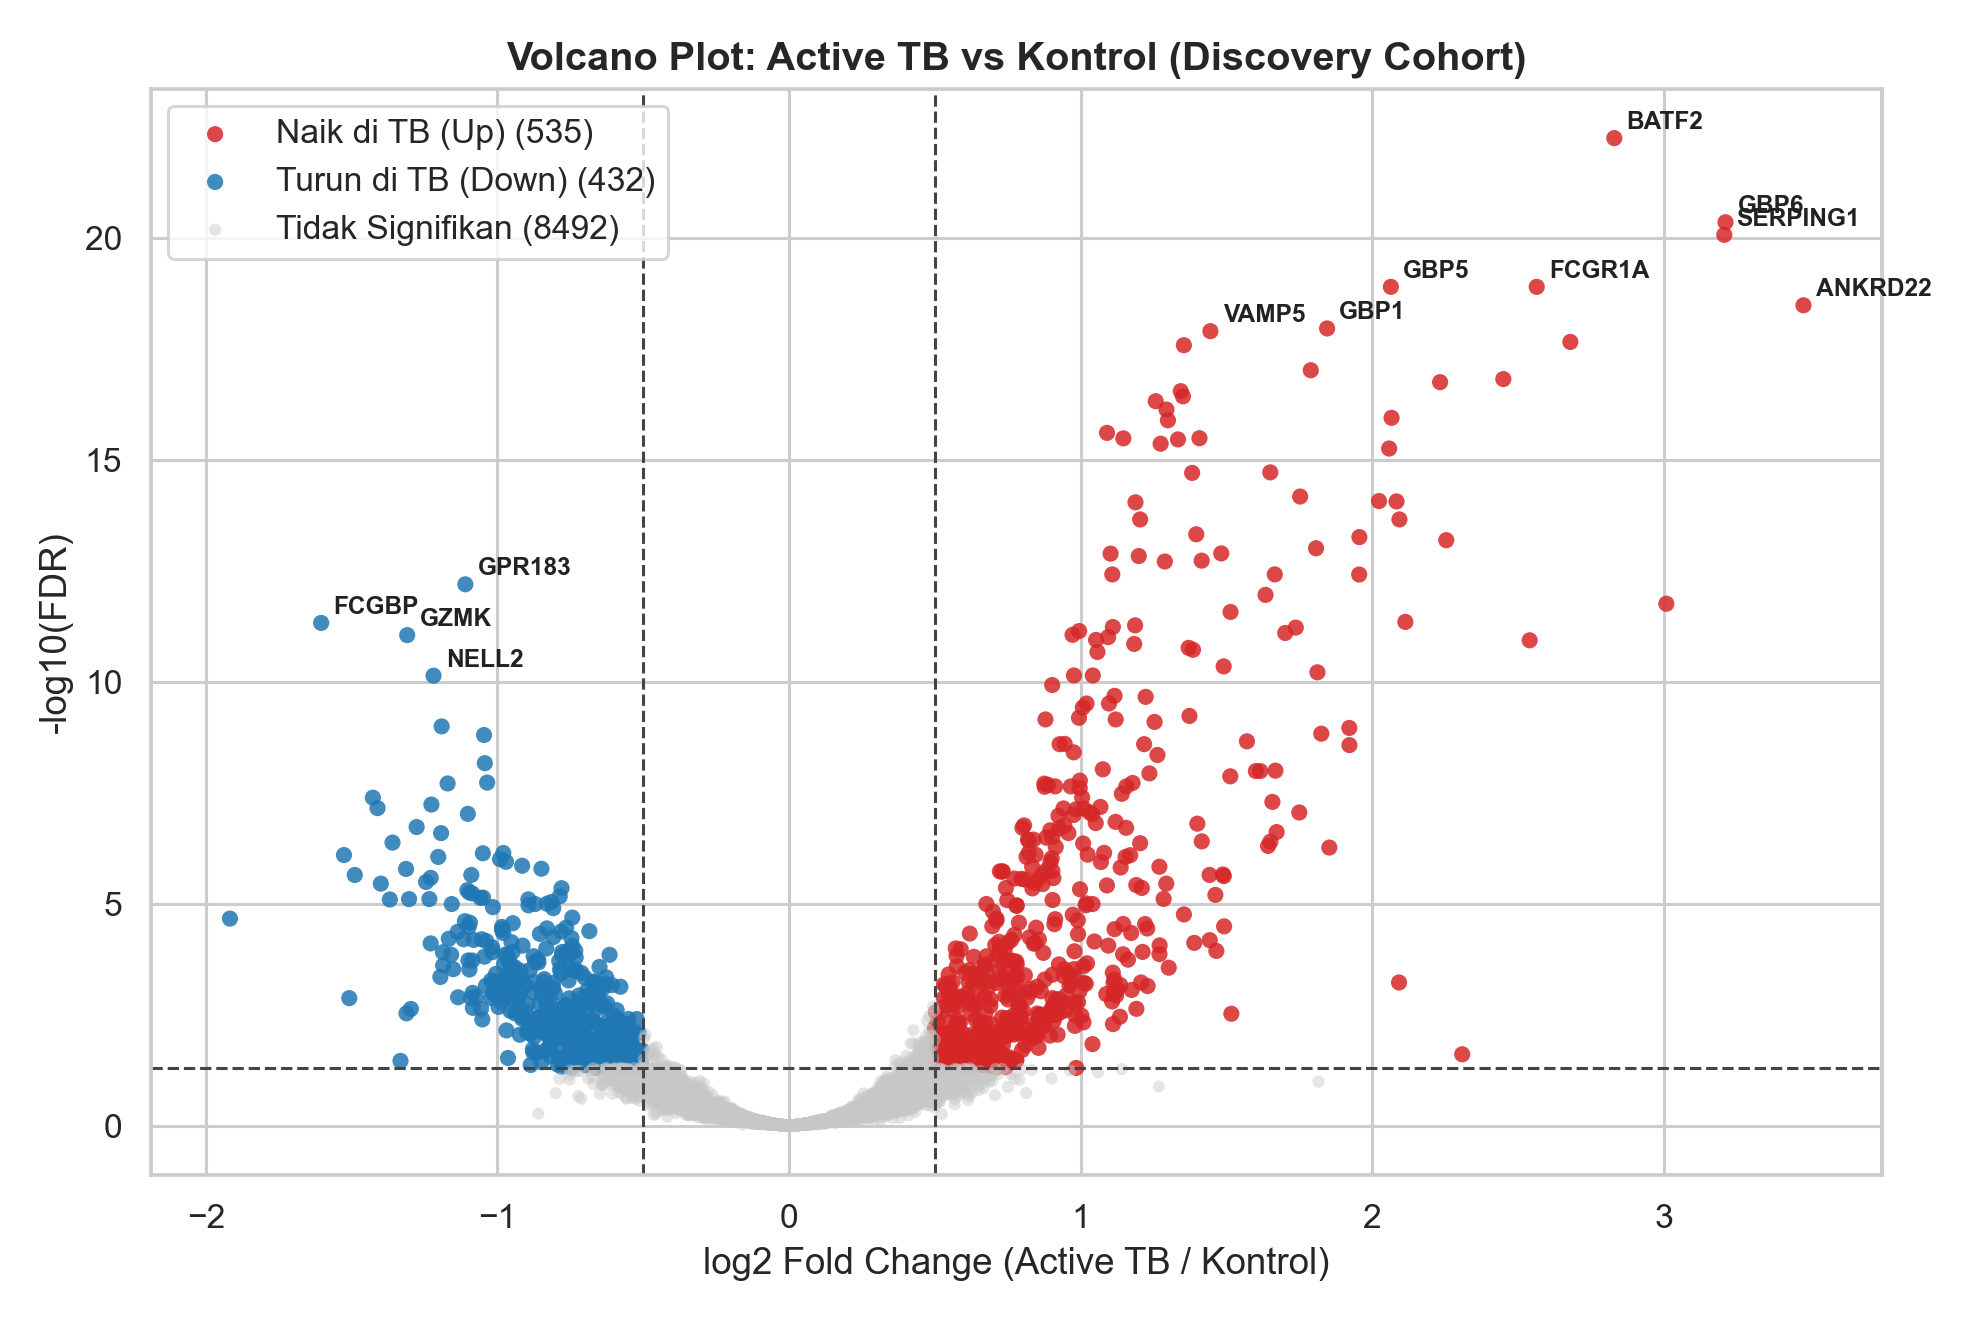 Volcano Plot: Active TB vs Kontrol (Discovery Cohort)
Naik di TB (Up) (535)
Turun di TB (Down) (432)
Tidak Signifikan (8492)
BATF2
GBP6
SERPING1
GBP5
FCGR1A
ANKRD22
VAMP5
GBP1
GPR183
FCGBP
GZMK
NELL2
-log10(FDR)
20
15
10
5
0
−2
−1
0
1
2
3
log2 Fold Change (Active TB / Kontrol)